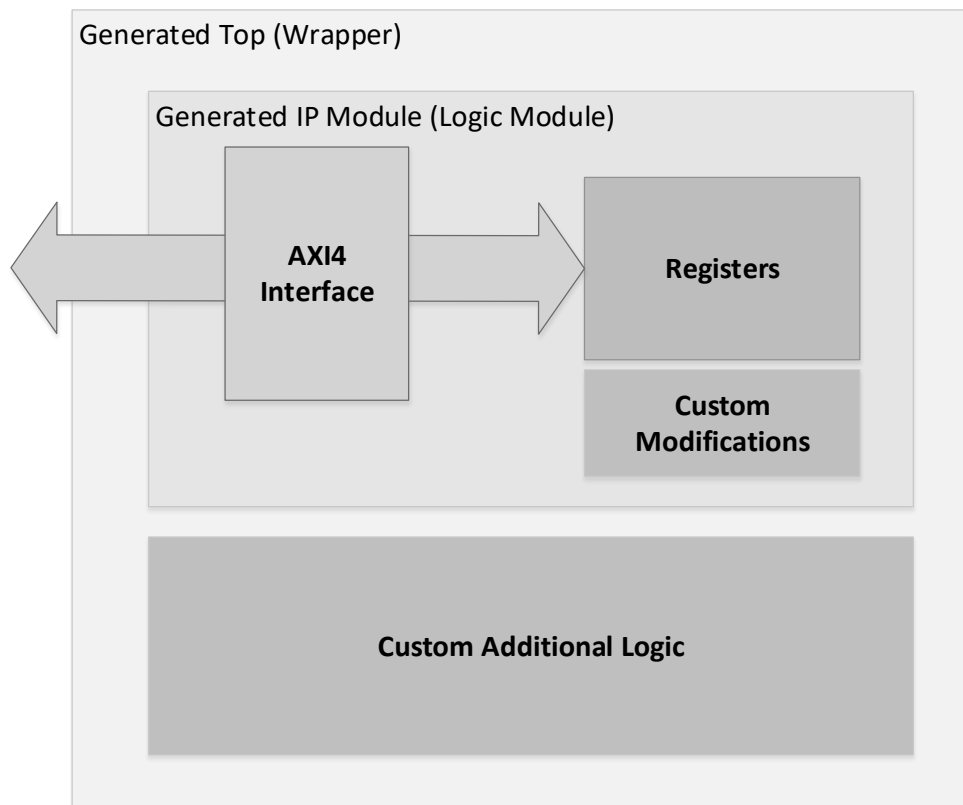 Generated Top (Wrapper)
Generated IP Module (Logic Module)
AXI4
Interface
Registers
Custom
Modifications
Custom Additional Logic